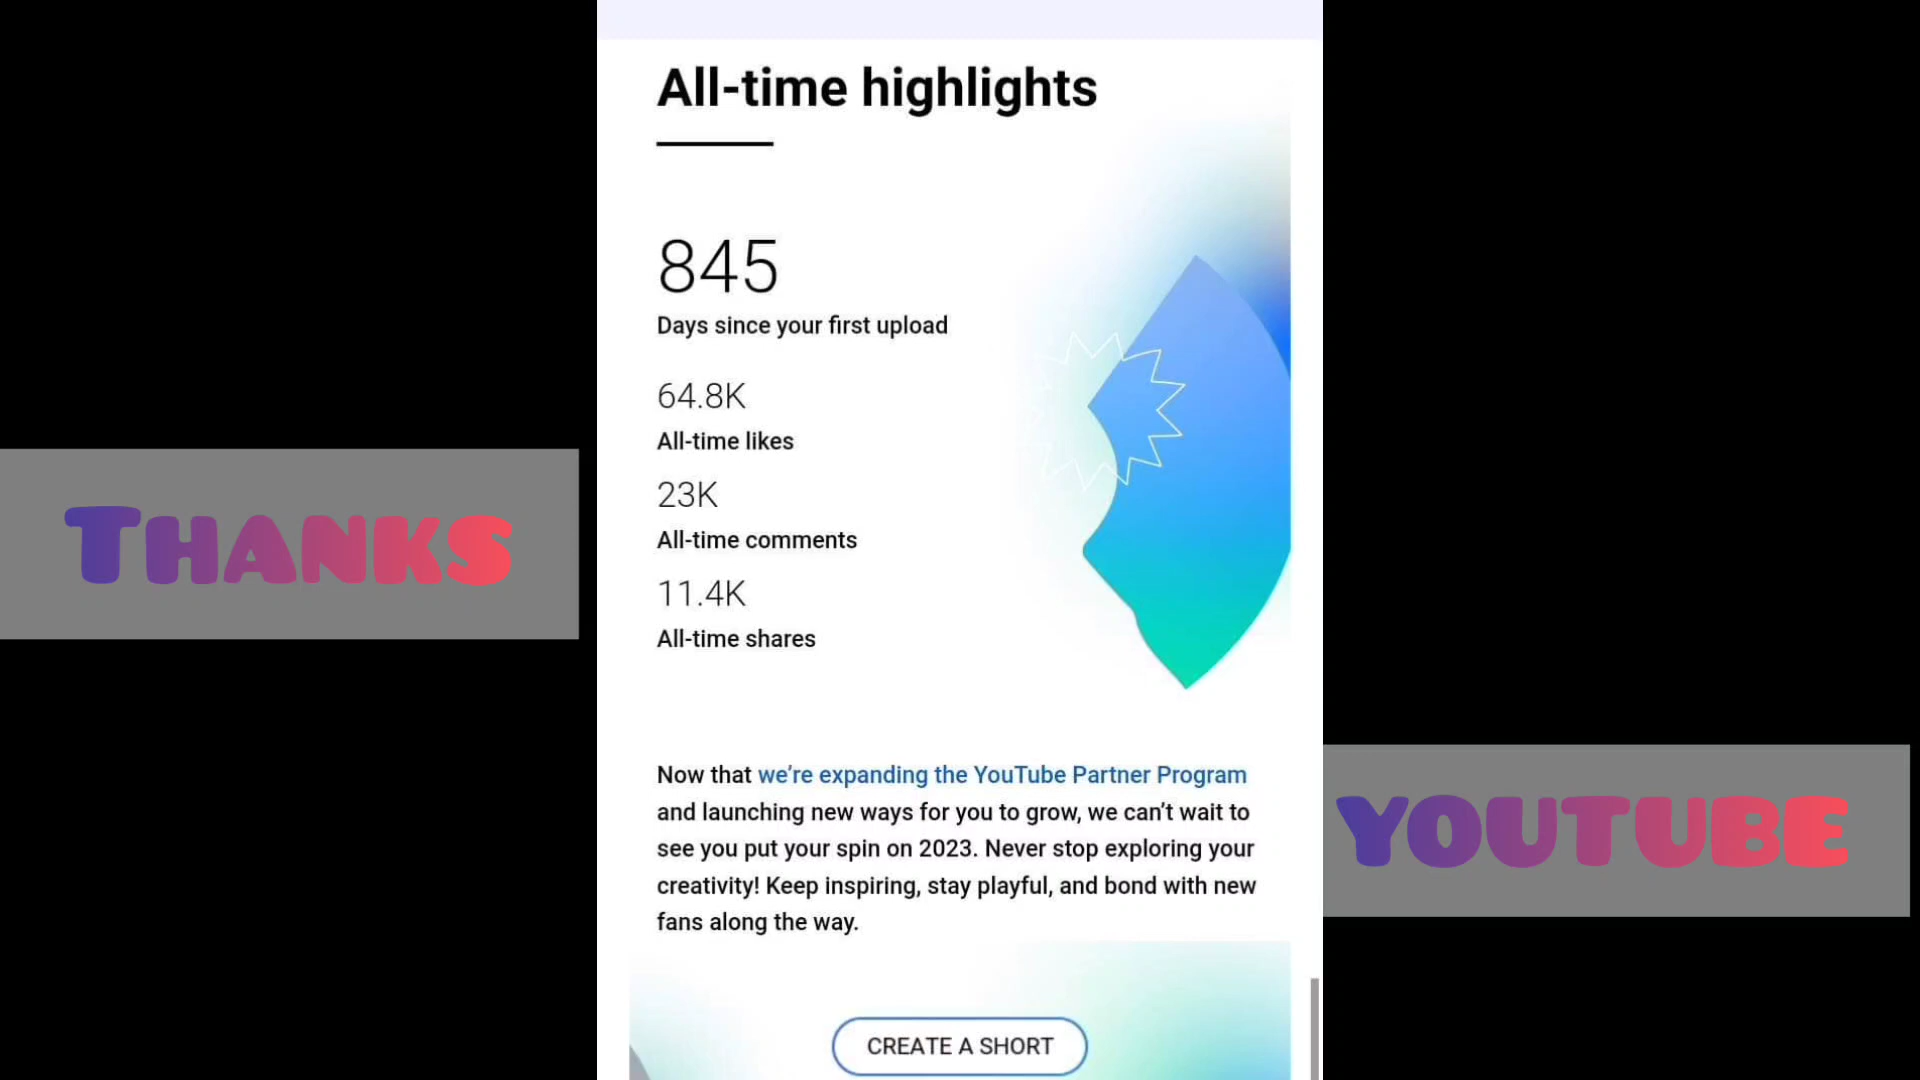 All-time highlights
845
Days since your first upload
64.8K
All-time likes
23K
All-time comments
11.4K
All-time shares
THANKS
Now that we’re expanding the YouTube Partner Program
and launching new ways for you to grow, we can’t wait to
see you put your spin on 2023. Never stop exploring your
creativity! Keep inspiring, stay playful, and bond with new
fans along the way.
YOUTUBE
CREATE A SHORT